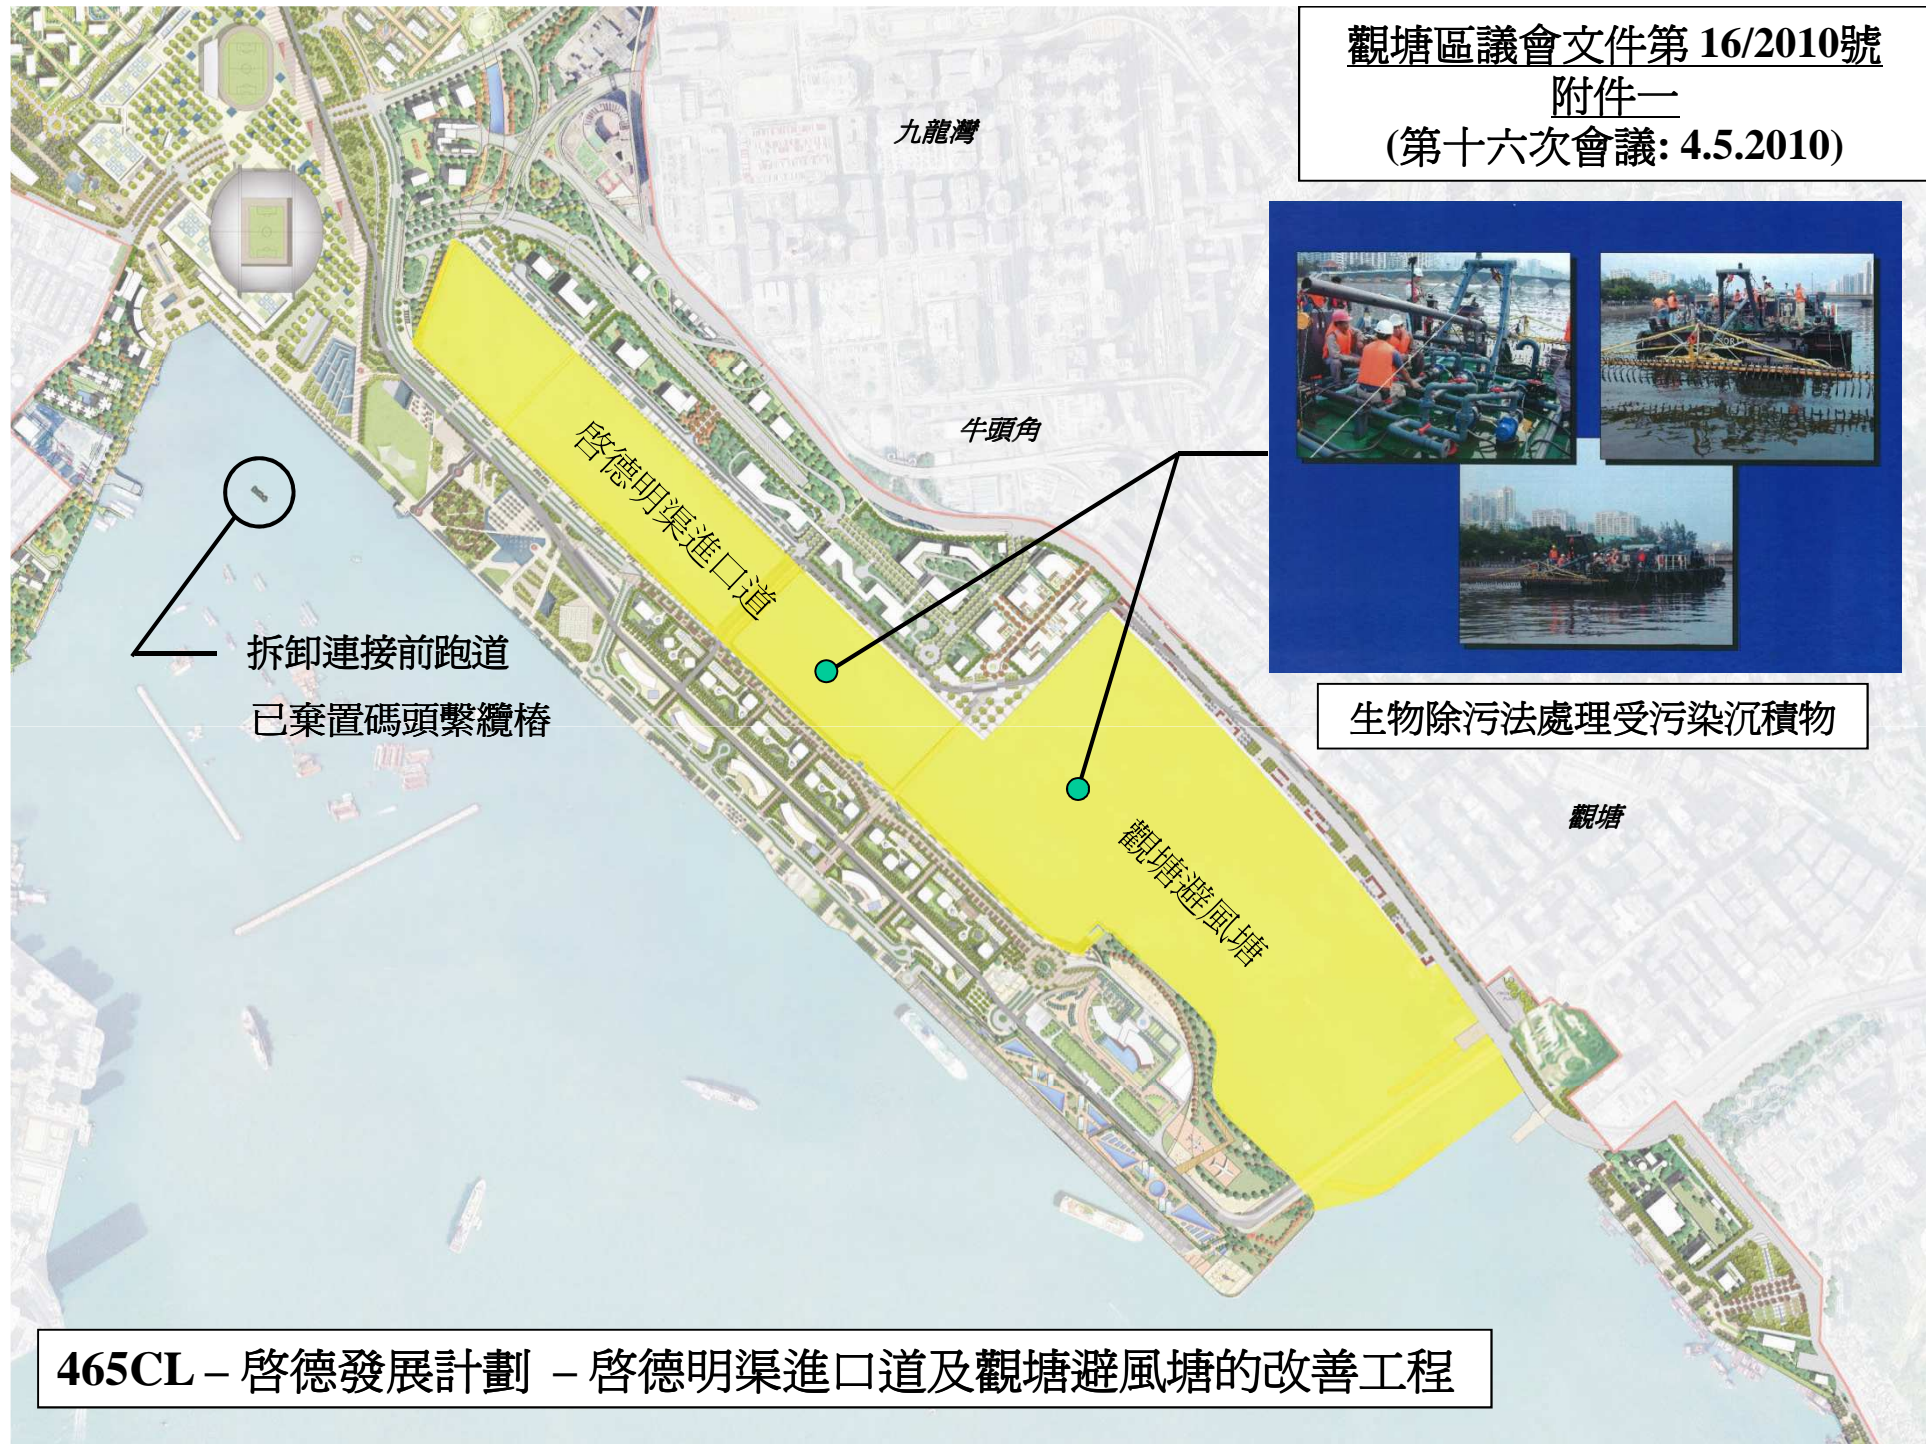 觀塘區議會文件第 16/2010號
附件一
(第十六次會議: 4.5.2010)
九龍灣
牛頭角
啓德明渠進口道
拆卸連接前跑道
已棄置碼頭繫纜樁
生物除污法處理受污染沉積物
觀塘
觀塘避風塘
465CL – 啓德發展計劃 – 啓德明渠進口道及觀塘避風塘的改善工程